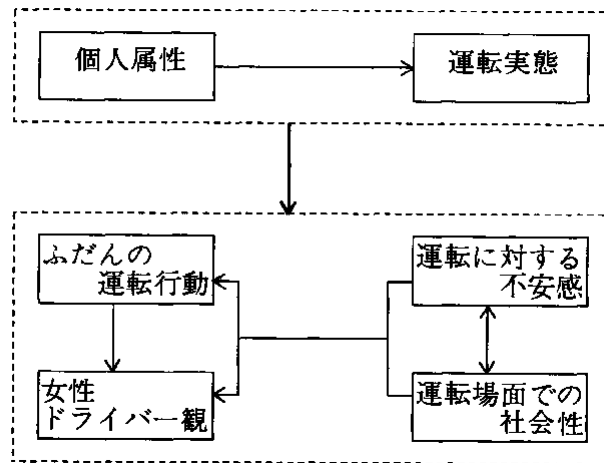 個人属性
運転実態
ふだんの
運転行動
運転に対する
不安感
女性
ドライバー観
運転場面での
社会性